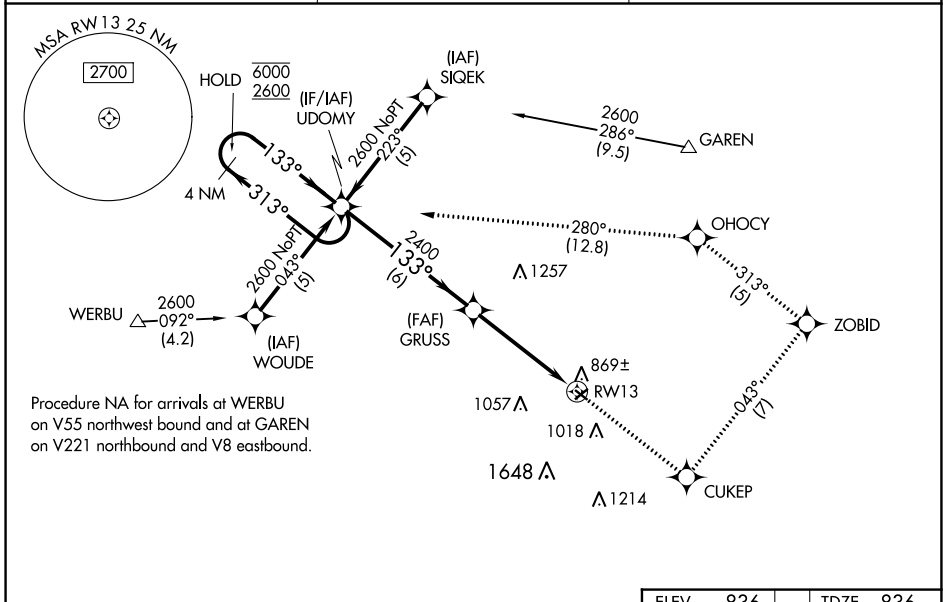 MSA RW13 25 NM
2700
HOLD
6000
2600
(IF/IAF)
UDOMY
(IAF)
SIQEK
2600 NoPT
223°
(5)
2600
286°
(9.5)
GAREN
133°
4 NM
313°
280°
(12.8)
OHOCY
313°
(5)
ZOBID
2600 NoPT
043°
(5)
2400
133°
(6)
1257
WERBU
2600
092°
(4.2)
(IAF)
WOUDE
(FAF)
GRUSS
869±
RW13
1057
1018
043°
(7)
1648
1214
CUKEP
Procedure NA for arrivals at WERBU
on V55 northwest bound and at GAREN
on V221 northbound and V8 eastbound.
ELEV 836
TDZE 836